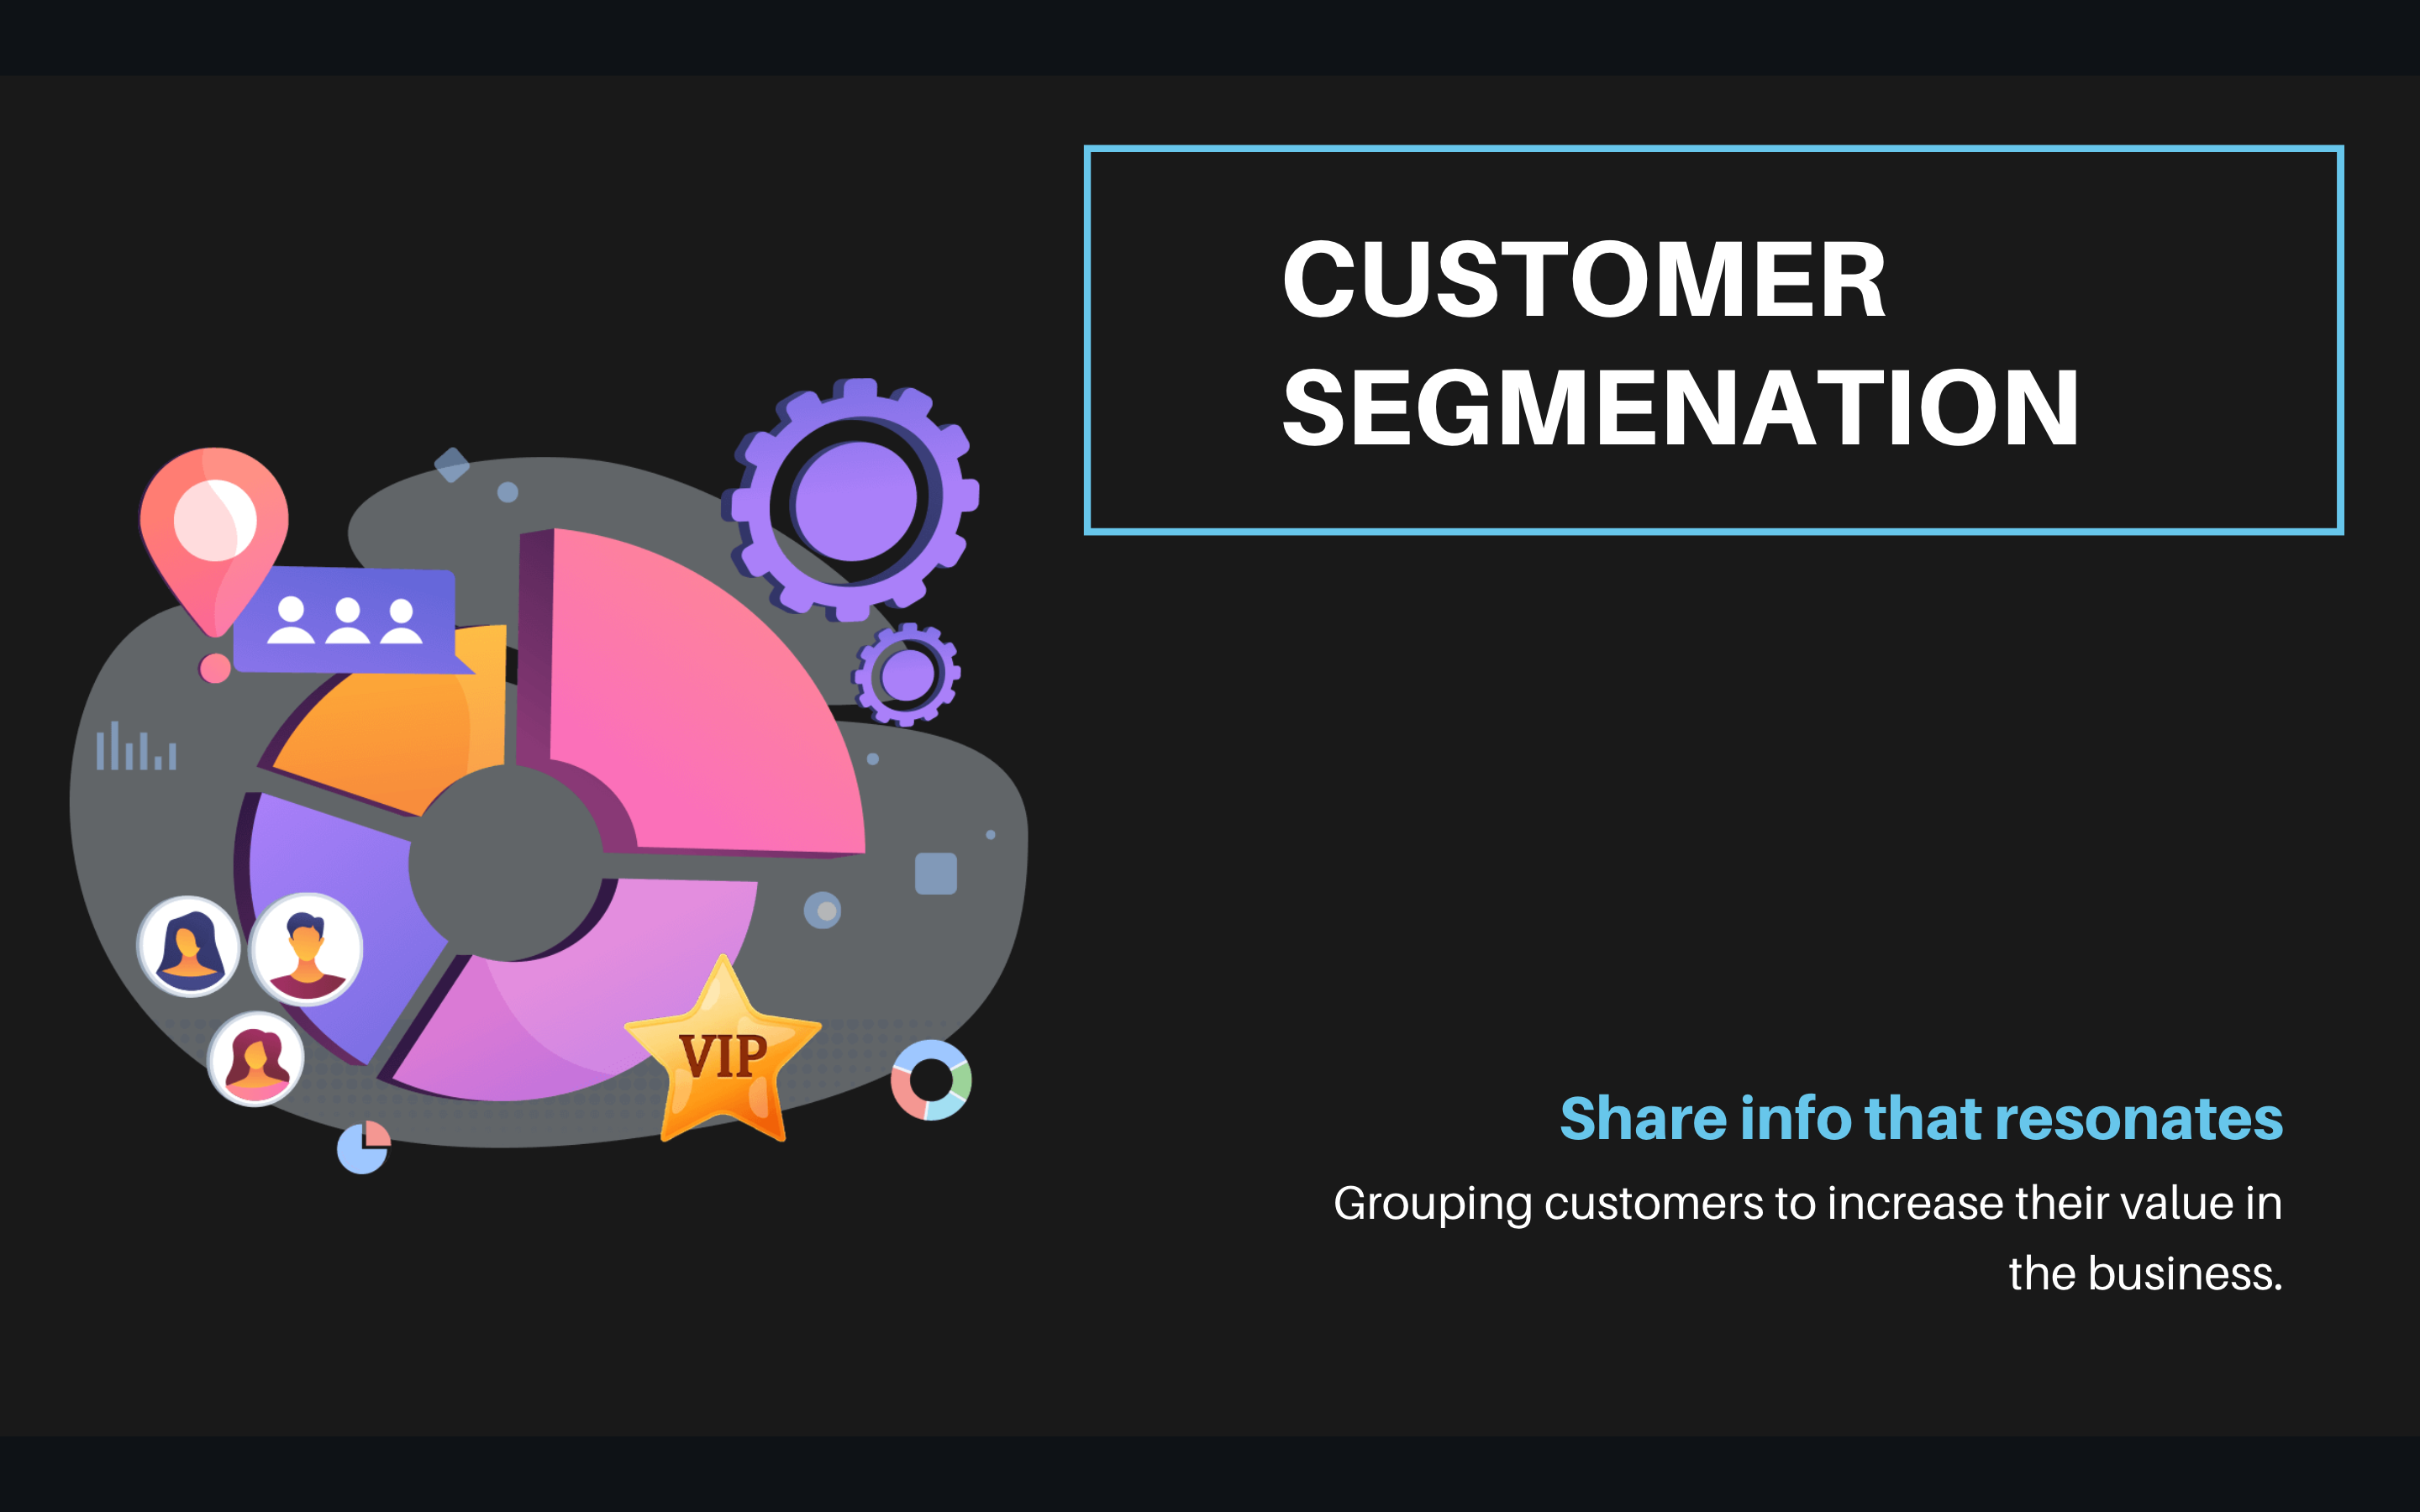 CUSTOMER
SEGMENATION
VIP
Share info that resonates
Grouping customers to increase their value in
the business.